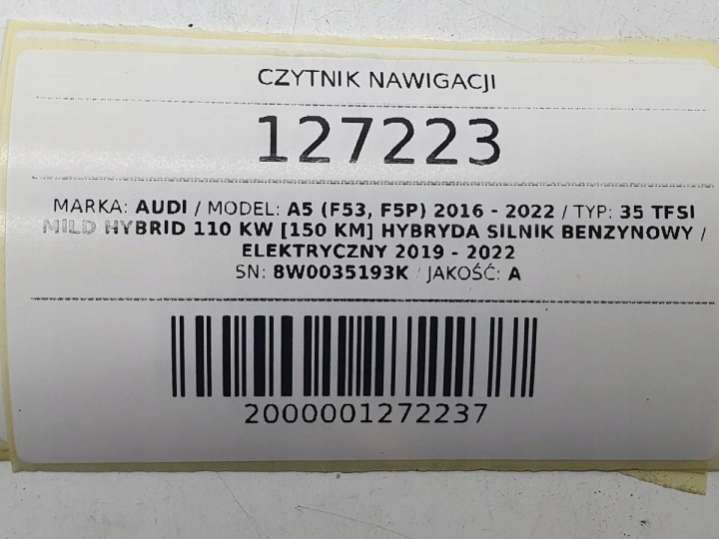 CZYTNIK NAWIGACJI
127223
MARKA: AUDI / MODEL: A5 (F53, F5P) 2016 - 2022 / TYP: 35 TFSI
MILD HYBRID 110 KW [150 KM] HYBRYDA SILNIK BENZYNOWY /
ELEKTRYCZNY 2019 - 2022
SN: 8W0035193K / JAKOŚĆ: A
2000001272237